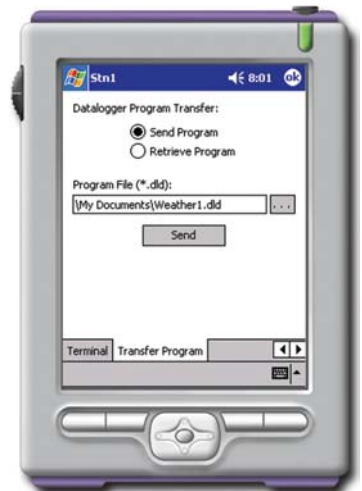 Stn1 8:01 ok
Datalogger Program Transfer:
Send Program
Retrieve Program
Program File (*.dld):
\My Documents\Weather1.dld ...
Send
Terminal Transfer Program